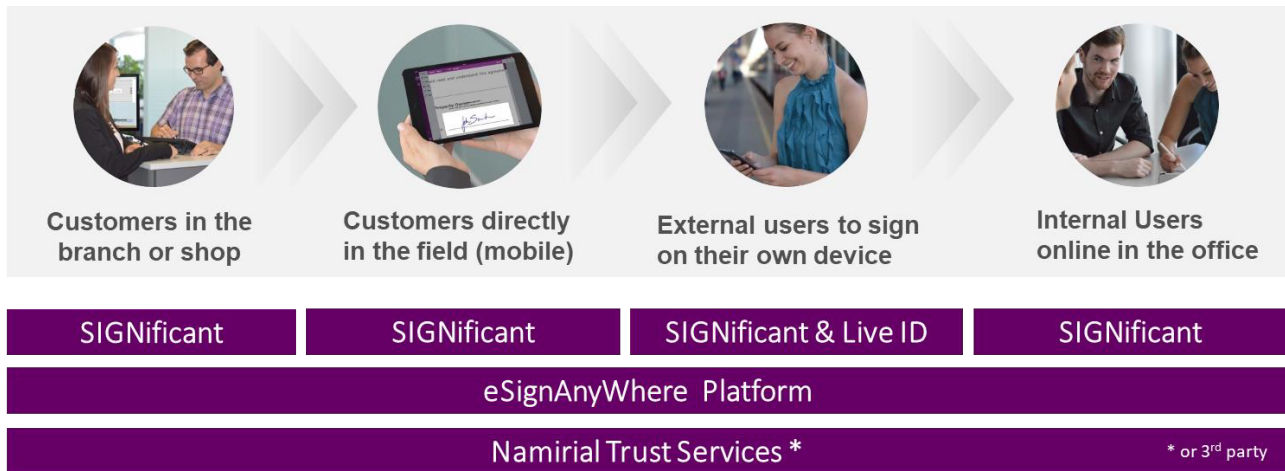 Customers in the
branch or shop
Customers directly
in the field (mobile)
External users to sign
on their own device
Internal Users
online in the office
SIGNificant
SIGNificant
SIGNificant & Live ID
SIGNificant
eSignAnyWhere Platform
Namirial Trust Services *
* or 3rd party